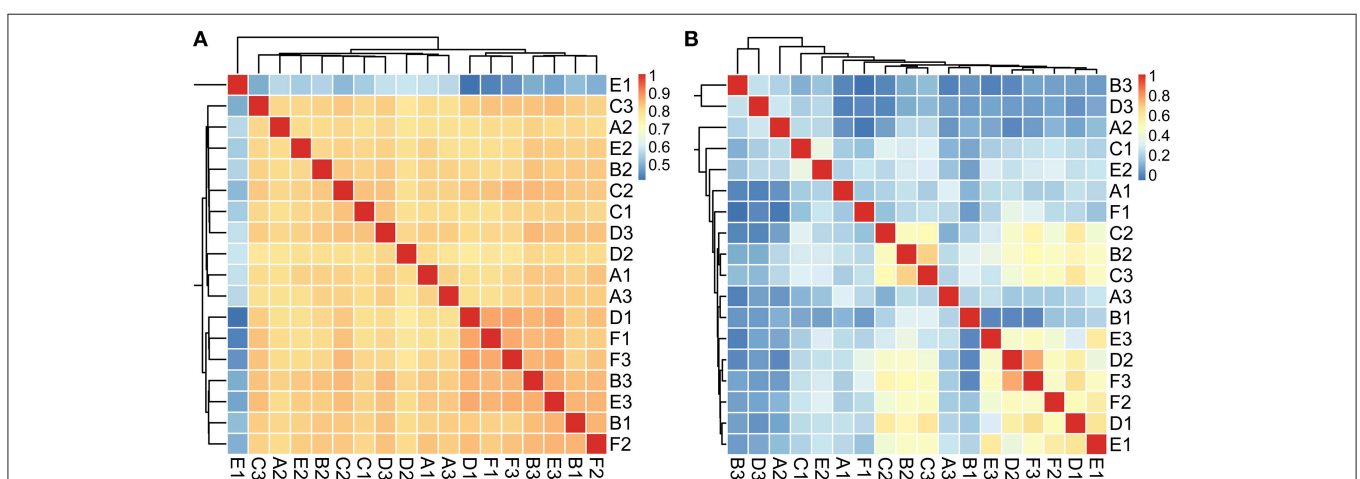 A
E1
C3
A2
E2
B2
C2
C1
D3
D2
A1
A3
D1
F1
F3
B3
E3
B1
F2
1
0.9
0.8
0.7
0.6
0.5
E1 C3 A2 E2 B2 C2 C1 D3 D2 A1 A3 D1 F1 F3 B3 E3 B1 F2
B
B3
D3
A2
C1
E2
A1
F1
C2
B2
C3
A3
B1
E3
D2
F3
F2
D1
E1
1
0.8
0.6
0.4
0.2
0
B3 D3 A2 C1 E2 A1 F1 C2 B2 C3 A3 B1 E3 D2 F3 F2 D1 E1